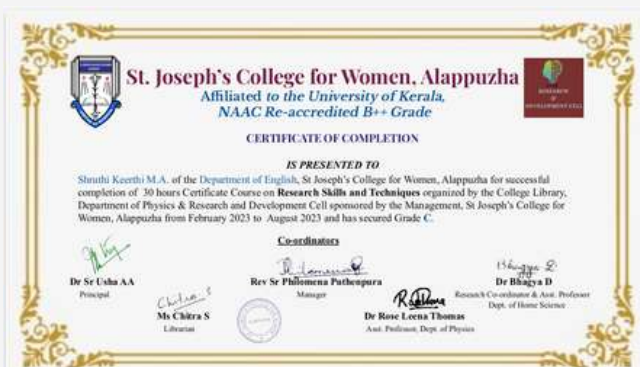 St. Joseph's College for Women, Alappuzha
Affiliated to the University of Kerala,
NAAC Re-accredited B++ Grade
RESEARCH
&
DEVELOPMENT CELL
CERTIFICATE OF COMPLETION
IS PRESENTED TO
Shruthi Keerthi M.A. of the Department of English, St Joseph's College for Women, Alappuzha for successful
completion of 30 hours Certificate Course on Research Skills and Techniques organized by the College Library,
Department of Physics & Research and Development Cell sponsored by the Management, St Joseph's College for
Women, Alappuzha from February 2023 to August 2023 and has secured Grade C.
Co-ordinators
Dr Sr Usha AA
Principal
Chitra S
Ms Chitra S
Librarian
Philomena
Rev Sr Philomena Puthenpura
Manager
Dr Rose Leena Thomas
Asst. Professor, Dept. of Physics
Bhagya D
Dr Bhagya D
Research Co-ordinator & Asst. Professor
Dept. of Home Science